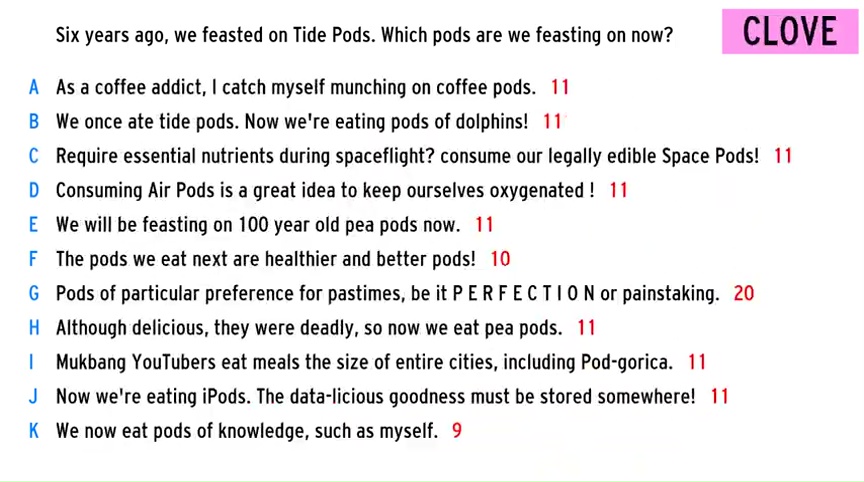 Six years ago, we feasted on Tide Pods. Which pods are we feasting on now?
CLOVE
A As a coffee addict, I catch myself munching on coffee pods. 11
B We once ate tide pods. Now we're eating pods of dolphins! 11
C Require essential nutrients during spaceflight? consume our legally edible Space Pods! 11
D Consuming Air Pods is a great idea to keep ourselves oxygenated ! 11
E We will be feasting on 100 year old pea pods now. 11
F The pods we eat next are healthier and better pods! 10
G Pods of particular preference for pastimes, be it P E R F E C T I O N or painstaking. 20
H Although delicious, they were deadly, so now we eat pea pods. 11
I Mukbang YouTubers eat meals the size of entire cities, including Pod-gorica. 11
J Now we're eating iPods. The data-licious goodness must be stored somewhere! 11
K We now eat pods of knowledge, such as myself. 9